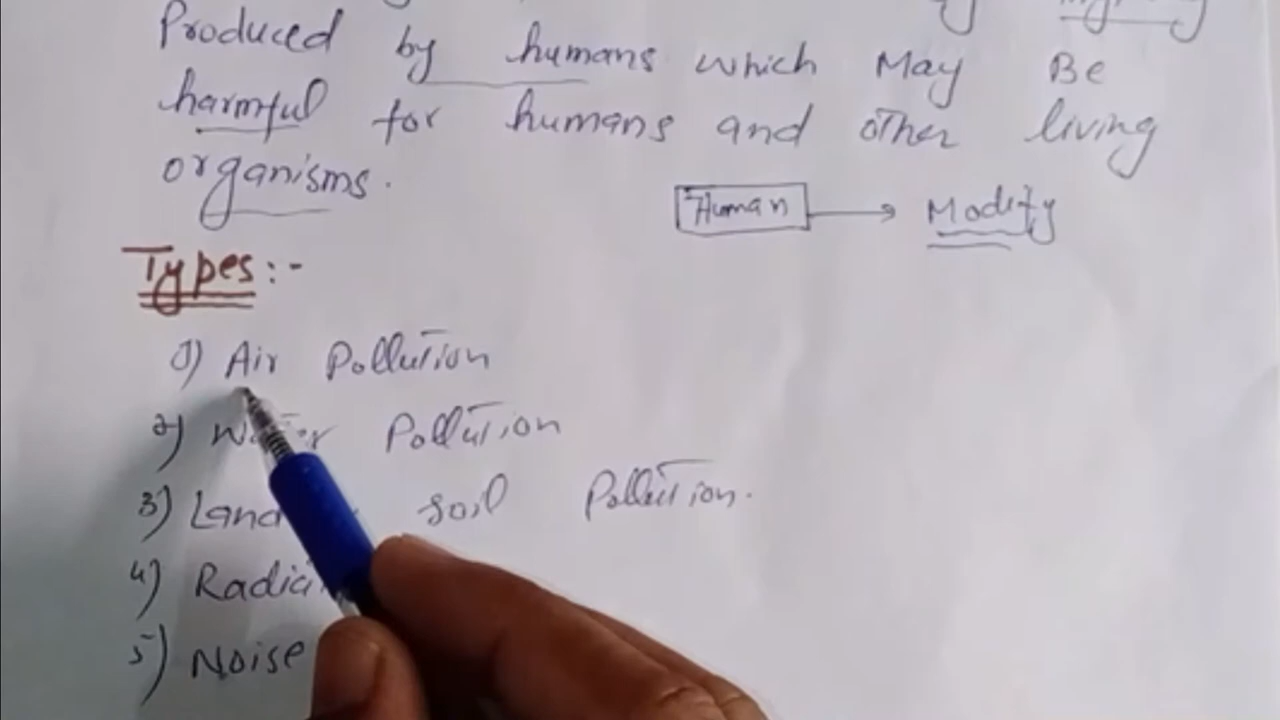 Produced by humans which May Be
harmful for humans and other living
organisms.
Human → Modify
Types:-
1) Air Pollution
2) Water Pollution
3) Land soil Pollution.
4)
5) Noise